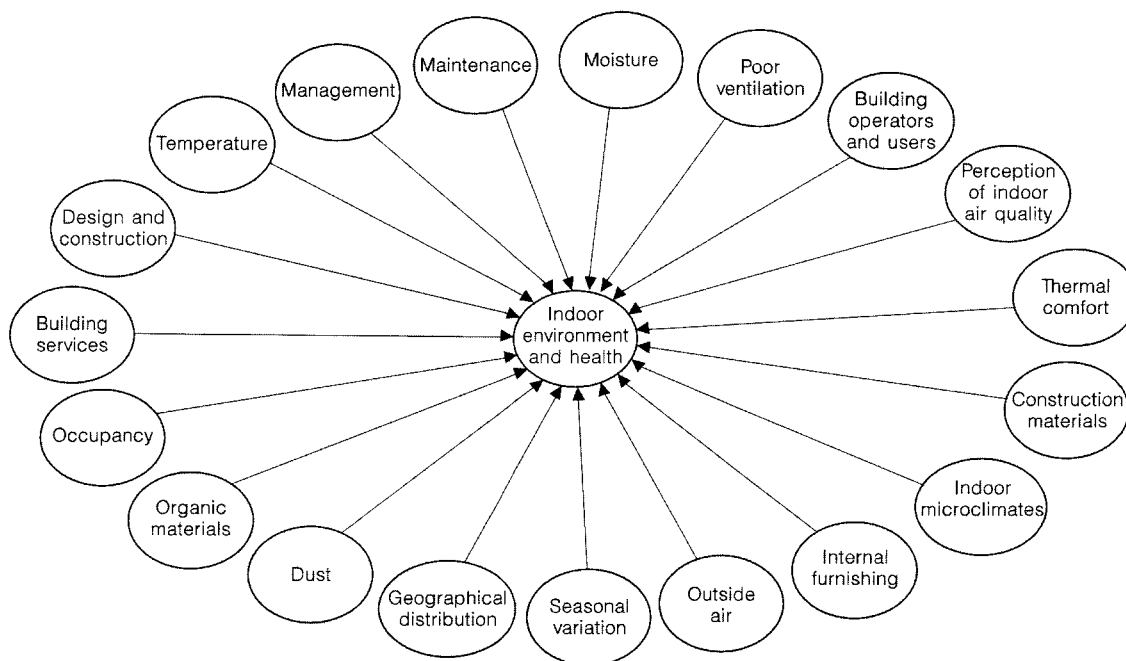 Maintenance
Moisture
Poor
ventilation
Management
Building
operators
and users
Temperature
Perception
of indoor
air quality
Design and
construction
Thermal
comfort
Building
services
Indoor
environment
and health
Construction
materials
Occupancy
Indoor
microclimates
Organic
materials
Internal
furnishing
Dust
Outside
air
Geographical
distribution
Seasonal
variation